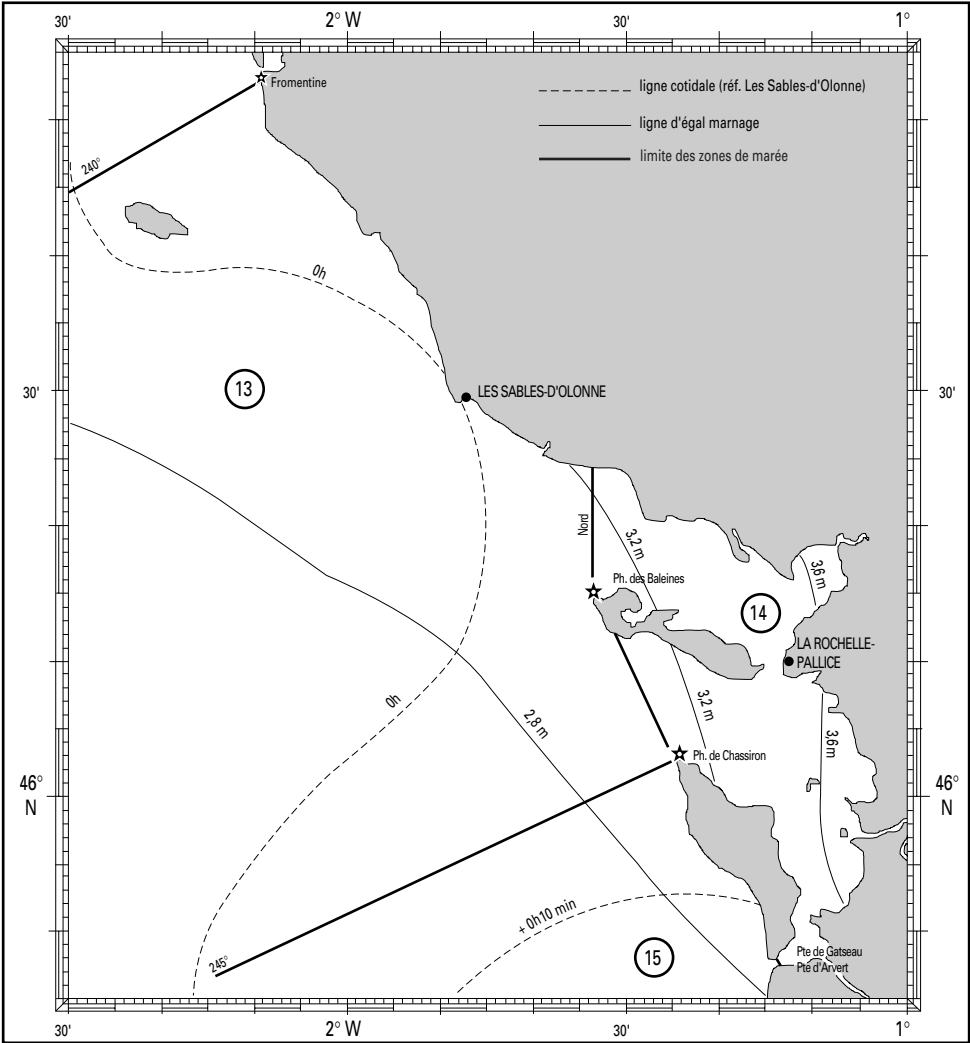 30'
2° W
30'
1°
Fromentine
ligne cotidale (réf. Les Sables-d'Olonne)
ligne d'égal marnage
limite des zones de marée
240°
0h
30'
13
LES SABLES-D'OLONNE
30'
Nord
3,2 m
Ph. des Baleines
3,6 m
14
LA ROCHELLE-
PALLICE
0h
2,8 m
3,2 m
3,6 m
Ph. de Chassiron
46°
N
46°
N
+ 0h10 min
245°
15
Pte de Gatseau
Pte d'Arvert
30'
2° W
30'
1°